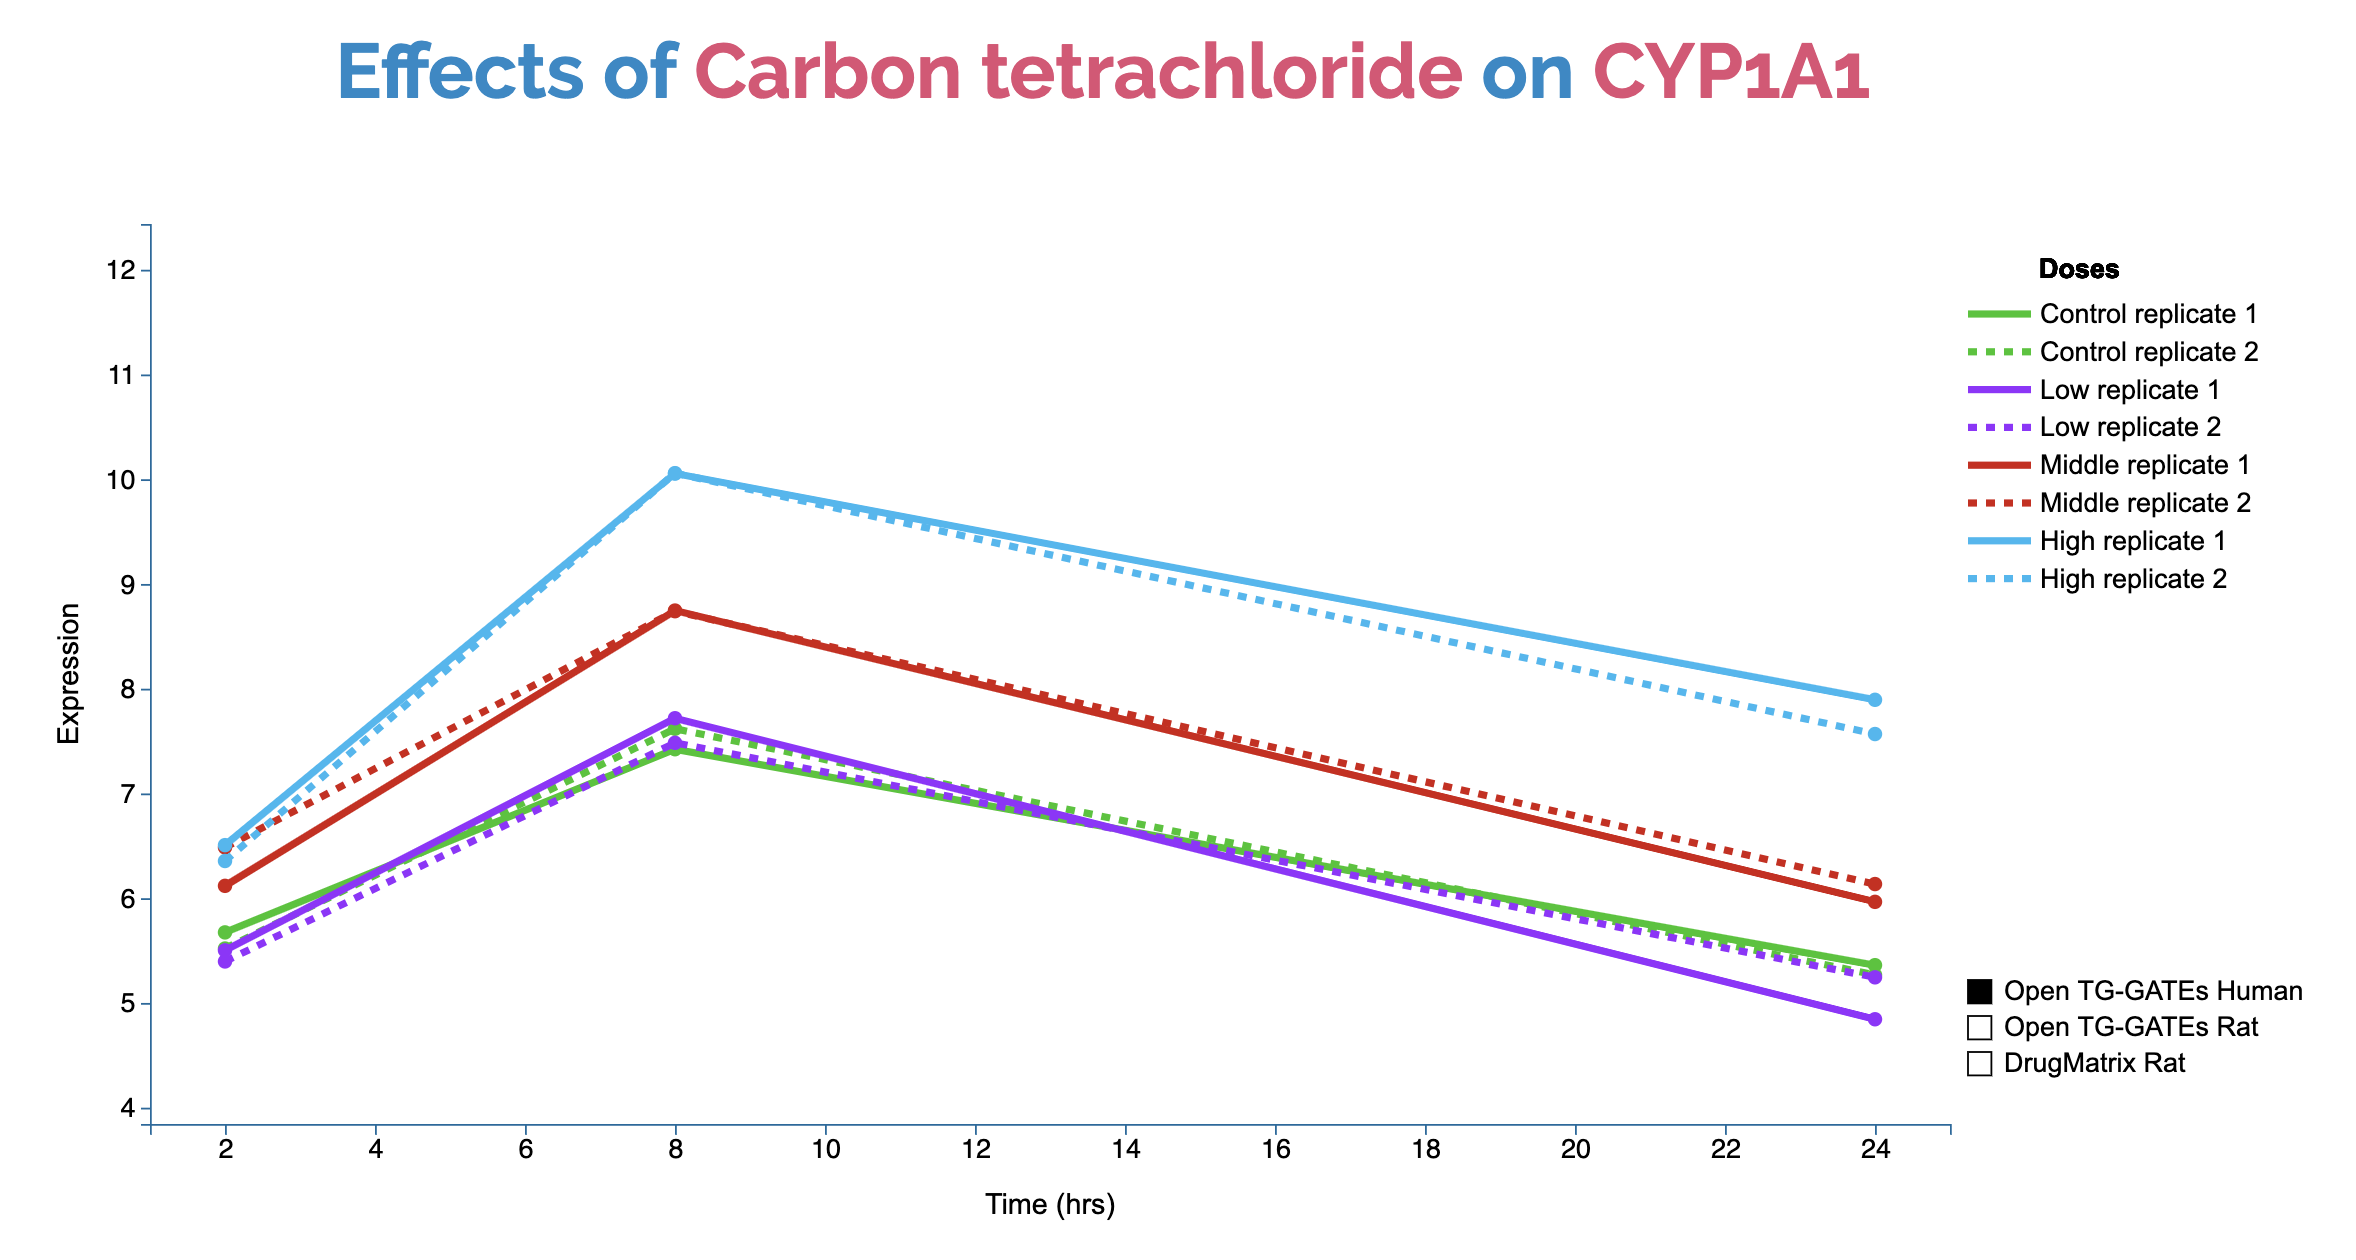 Effects of Carbon tetrachloride on CYP1A1
12
11
10
9
8
7
6
5
4
Expression
2 4 6 8 10 12 14 16 18 20 22 24
Time (hrs)
Doses
Control replicate 1
Control replicate 2
Low replicate 1
Low replicate 2
Middle replicate 1
Middle replicate 2
High replicate 1
High replicate 2
Open TG-GATEs Human
Open TG-GATEs Rat
DrugMatrix Rat